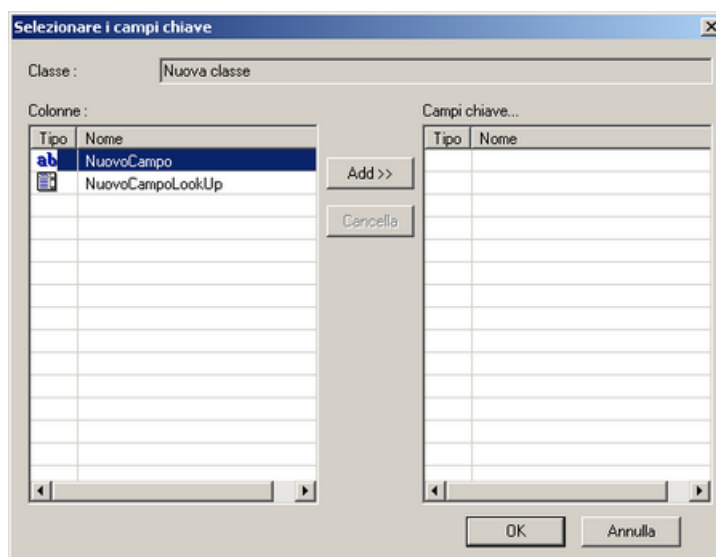 Selezionare i campi chiave
Classe : Nuova classe
Colonne : Campi chiave...
Tipo Nome Tipo Nome
ab NuovoCampo
NuovoCampoLookUp
Add >>
Cancella
OK Annulla